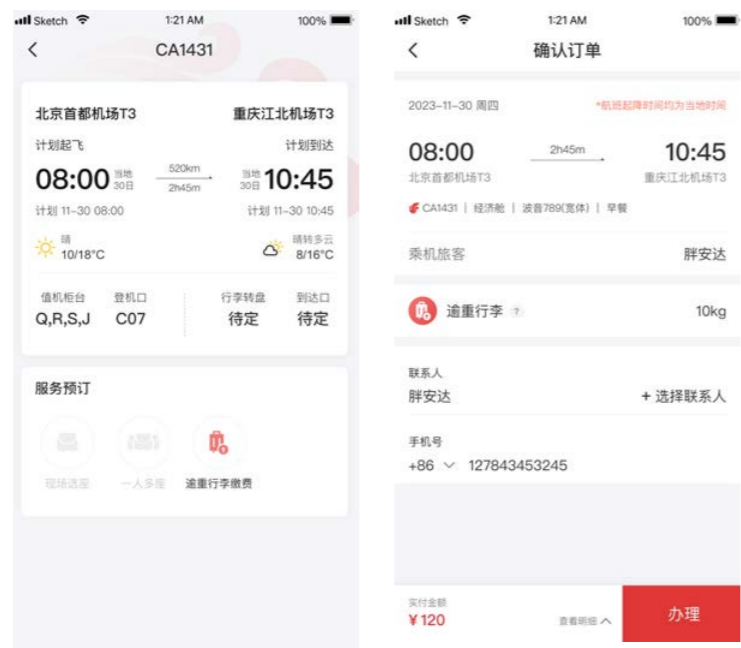 Sketch 1:21 AM 100%
CA1431
北京首都机场T3 重庆江北机场T3
计划起飞 计划到达
08:00 当地30日 520km 2h45m 当地30日 10:45
计划 11-30 08:00 计划 11-30 10:45
晴 10/18°C 晴转多云 8/16°C
值机柜台 登机口 行李转盘 到达口
Q,R,S,J C07 待定 待定
服务预订
现场选座 一人多座 逾重行李缴费
Sketch 1:21 AM 100%
确认订单
2023-11-30 周四 *航班起降时间均为当地时间
08:00 2h45m 10:45
北京首都机场T3 重庆江北机场T3
CA1431 | 经济舱 | 波音789(宽体) | 早餐
乘机旅客 胖安达
逾重行李 ? 10kg
联系人
胖安达 + 选择联系人
手机号
+86 127843453245
实付金额
¥120 查看明细 办理